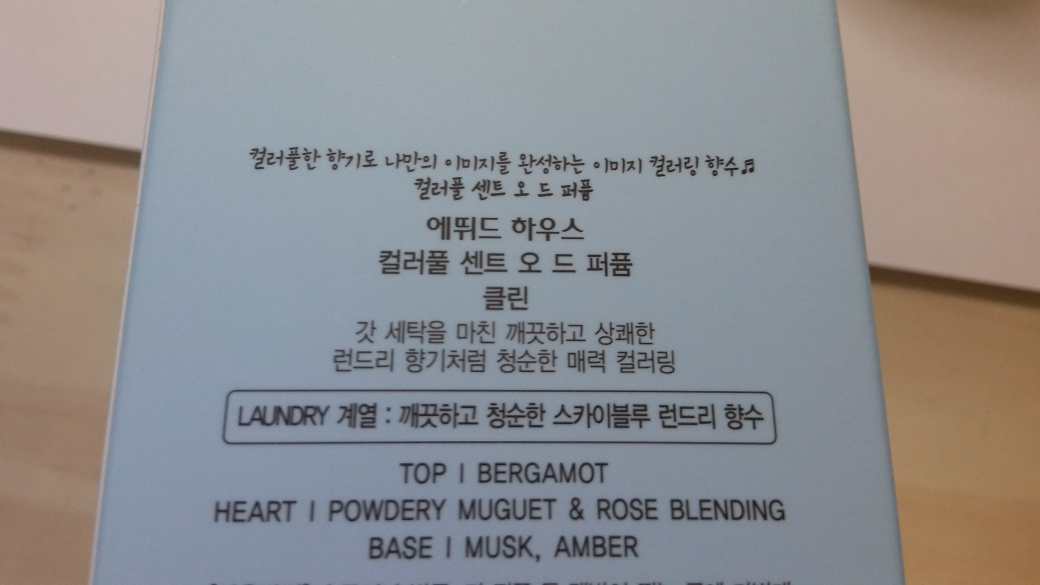 컬러풀한 향기로 나만의 이미지를 완성하는 이미지 컬러링 향수♬
컬러풀 센트 오 드 퍼퓸
에뛰드 하우스
컬러풀 센트 오 드 퍼퓸
클린
갓 세탁을 마친 깨끗하고 상쾌한
런드리 향기처럼 청순한 매력 컬러링
LAUNDRY 계열 : 깨끗하고 청순한 스카이블루 런드리 향수
TOP I BERGAMOT
HEART I POWDERY MUGUET & ROSE BLENDING
BASE I MUSK, AMBER